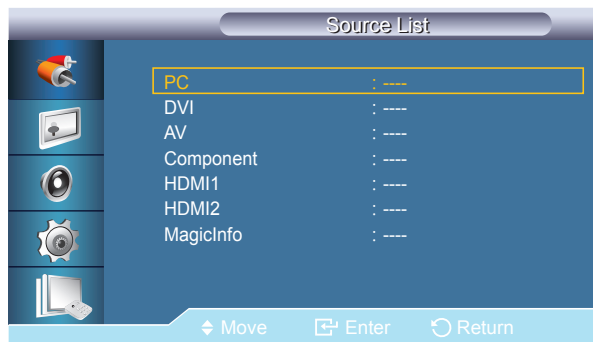 Source List
PC : ----
DVI : ----
AV : ----
Component : ----
HDMI1 : ----
HDMI2 : ----
MagicInfo : ----
Move Enter Return